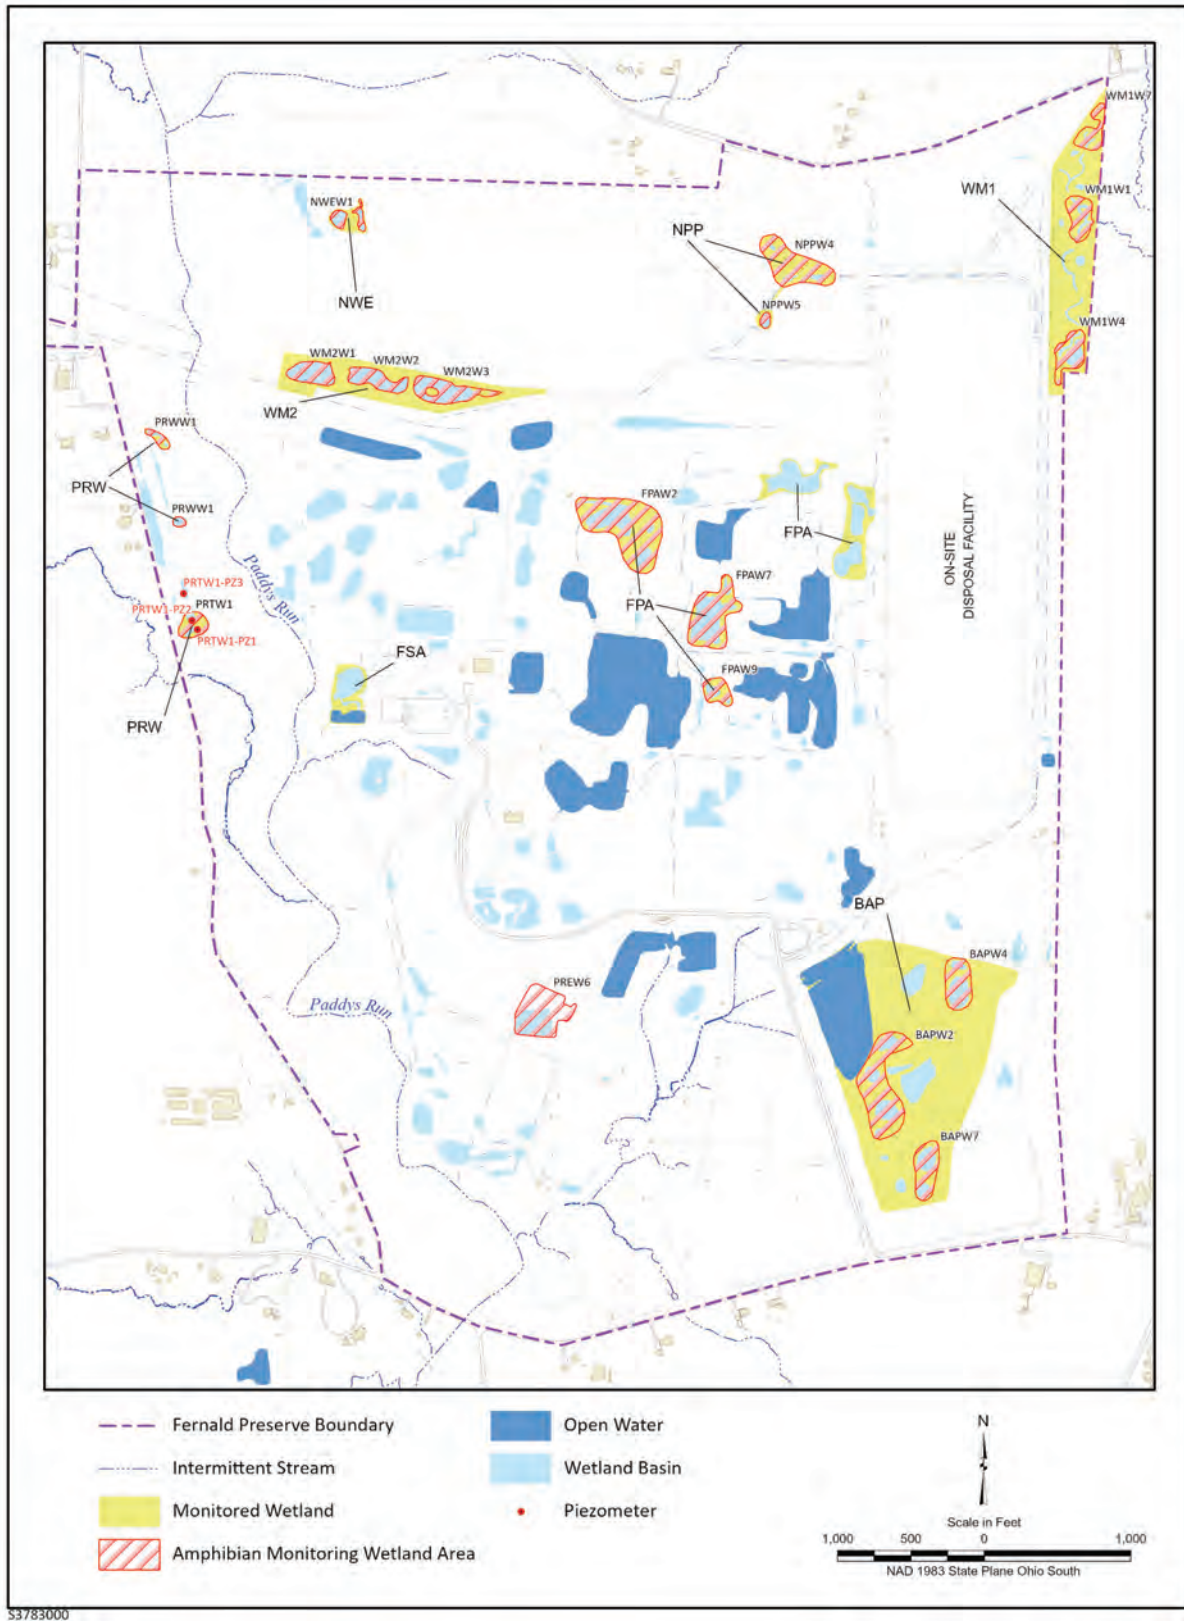 WM1W7
WM1
WM1W1
NWEW1
NPP
NPPW4
NWE
NPPW5
WM1W4
WM2W1
WM2W2
WM2W3
WM2
PRWW1
PRW
PRWW1
FPAW2
FPA
ON-SITE
DISPOSAL FACILITY
Paddys Run
PRTW1-PZ3
PRTW1-PZ2
PRTW1
PRTW1-PZ1
FPAW7
FPA
FSA
FPAW9
PRW
BAP
BAPW4
PREW6
Paddys Run
BAPW2
BAPW7
Fernald Preserve Boundary
Intermittent Stream
Monitored Wetland
Amphibian Monitoring Wetland Area
Open Water
Wetland Basin
Piezometer
N
Scale in Feet
1,000 500 0 1,000
NAD 1983 State Plane Ohio South
S3783000